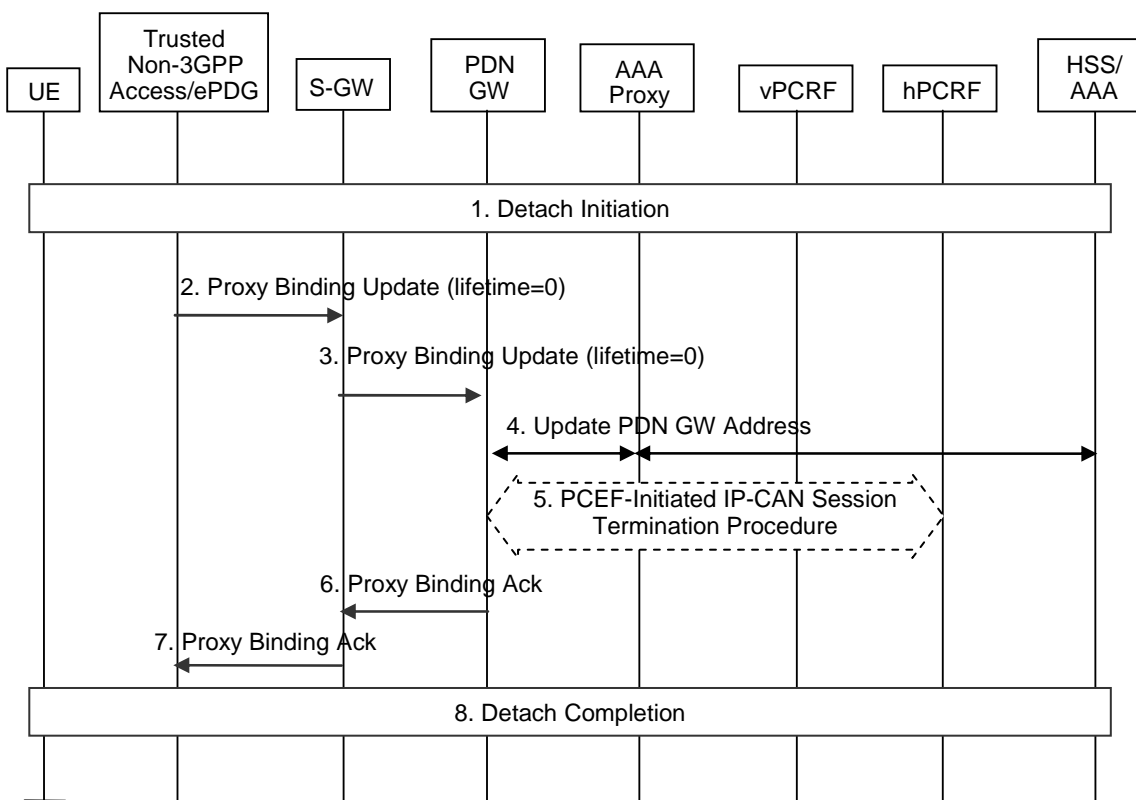 UE
Trusted
Non-3GPP
Access/ePDG
S-GW
PDN
GW
AAA
Proxy
vPCRF
hPCRF
HSS/
AAA
1. Detach Initiation
2. Proxy Binding Update (lifetime=0)
3. Proxy Binding Update (lifetime=0)
4. Update PDN GW Address
5. PCEF-Initiated IP-CAN Session
Termination Procedure
6. Proxy Binding Ack
7. Proxy Binding Ack
8. Detach Completion